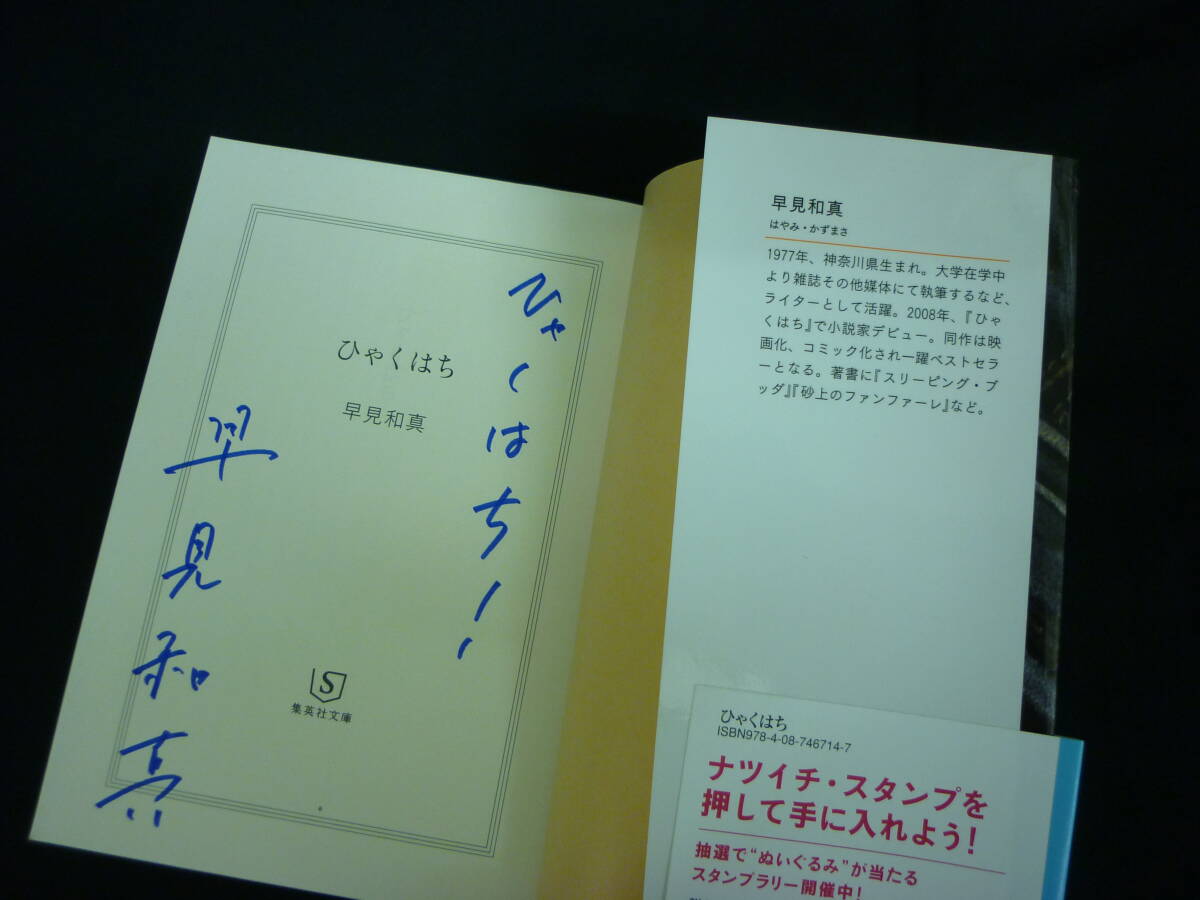 ひゃくはち
早見和真
ひゃくはち!
早見和真
S
集英社文庫
早見和真
はやみ・かずまさ
1977年、神奈川県生まれ。大学在学中
より雑誌その他媒体にて執筆するなど、
ライターとして活躍。2008年、『ひゃ
くはち』で小説家デビュー。同作は映
画化、コミック化され一躍ベストセラ
ーとなる。著書に『スリーピング・ブ
ッダ』『砂上のファンファーレ』など。
ひゃくはち
ISBN978-4-08-746714-7
ナツイチ・スタンプを
押して手に入れよう!
抽選で“ぬいぐるみ”が当たる
スタンプラリー開催中!